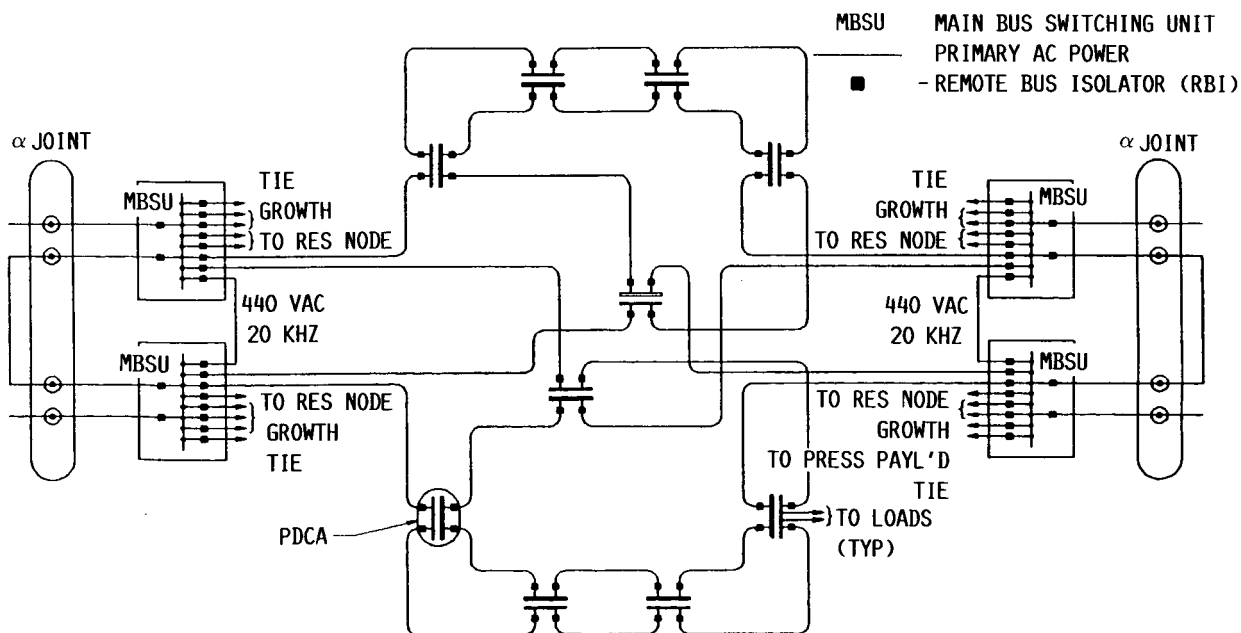 MBSU MAIN BUS SWITCHING UNIT
PRIMARY AC POWER
- REMOTE BUS ISOLATOR (RBI)
α JOINT
α JOINT
MBSU
TIE
GROWTH
TO RES NODE
TIE
GROWTH
TO RES NODE
MBSU
440 VAC
20 KHZ
440 VAC
20 KHZ
MBSU
TO RES NODE
GROWTH
TIE
MBSU
TO RES NODE
GROWTH
TO PRESS PAYL'D
TIE
PDCA
TO LOADS
(TYP)